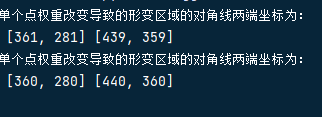 单个点权重改变导致的形变区域的对角线两端坐标为:
[361, 281] [439, 359]
单个点权重改变导致的形变区域的对角线两端坐标为:
[360, 280] [440, 360]